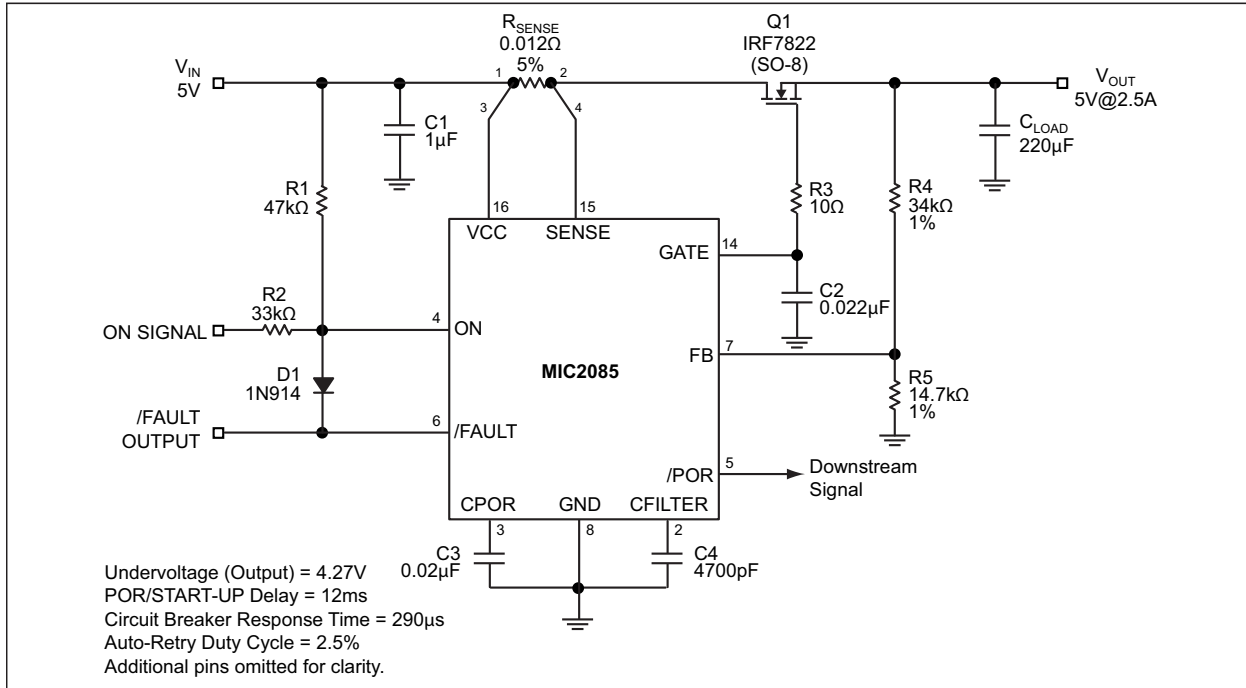 R_SENSE
0.012Ω
5%
Q1
IRF7822
(SO-8)
V_IN
5V
1
2
3
4
V_OUT
5V@2.5A
C1
1µF
C_LOAD
220µF
R1
47kΩ
R3
10Ω
R4
34kΩ
1%
16
15
VCC
SENSE
GATE
14
C2
0.022µF
R2
33kΩ
ON SIGNAL
4
ON
FB
7
MIC2085
D1
1N914
R5
14.7kΩ
1%
/FAULT
OUTPUT
6
/FAULT
/POR
5
Downstream
Signal
CPOR
GND
CFILTER
3
8
2
C3
0.02µF
C4
4700pF
Undervoltage (Output) = 4.27V
POR/START-UP Delay = 12ms
Circuit Breaker Response Time = 290µs
Auto-Retry Duty Cycle = 2.5%
Additional pins omitted for clarity.